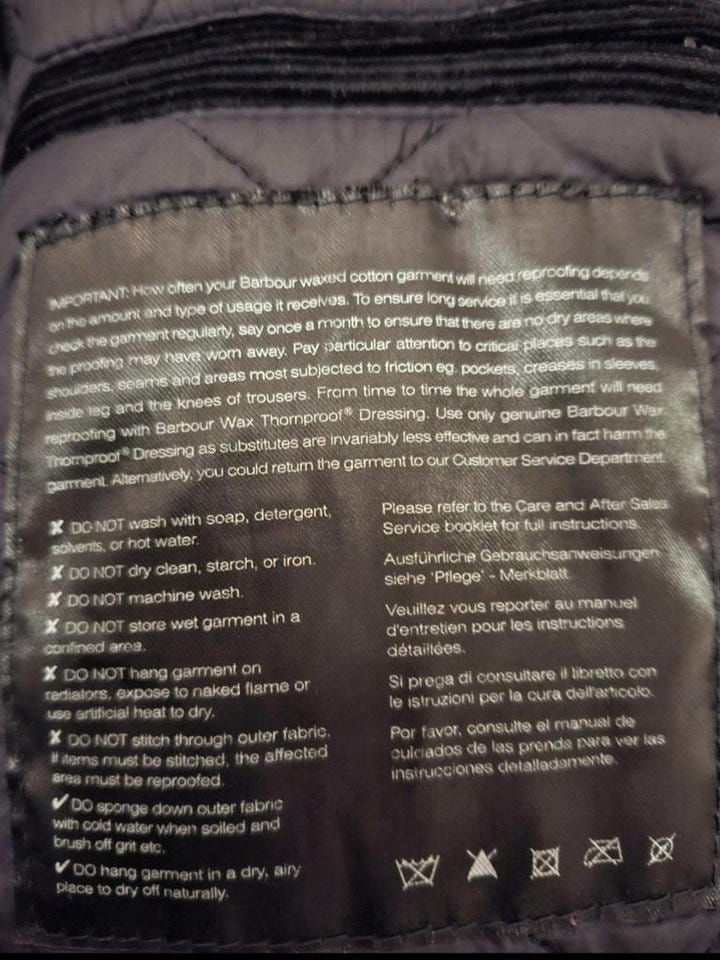 IMPORTANT: How often your Barbour waxed cotton garment will need reproofing depends
on the amount and type of usage it receives. To ensure long service it is essential that you
check the garment regularly, say once a month to ensure that there are no dry areas where
the proofing may have worn away. Pay particular attention to critical places such as the
shoulders, seams and areas most subjected to friction eg. pockets, creases in sleeves,
inside leg and the knees of trousers. From time to time the whole garment will need
reproofing with Barbour Wax Thornproof® Dressing. Use only genuine Barbour Wax
Thornproof® Dressing as substitutes are invariably less effective and can in fact harm the
garment. Alternatively, you could return the garment to our Customer Service Department.
✘ DO NOT wash with soap, detergent,
solvents, or hot water.
✘ DO NOT dry clean, starch, or iron.
✘ DO NOT machine wash.
✘ DO NOT store wet garment in a
confined area.
✘ DO NOT hang garment on
radiators, expose to naked flame or
use artificial heat to dry.
✘ DO NOT stitch through outer fabric.
If items must be stitched, the affected
area must be reproofed.
✔ DO sponge down outer fabric
with cold water when soiled and
brush off grit etc.
✔ DO hang garment in a dry, airy
place to dry off naturally.
Please refer to the Care and After Sales
Service booklet for full instructions.
Ausführliche Gebrauchsanweisungen
siehe 'Pflege' - Merkblatt.
Veuillez vous reporter au manuel
d'entretien pour les instructions
détaillées.
Si prega di consultare il libretto con
le istruzioni per la cura dell'articolo.
Por favor, consulte el manual de
cuidados de las prenda para ver las
instrucciones detalladamente.